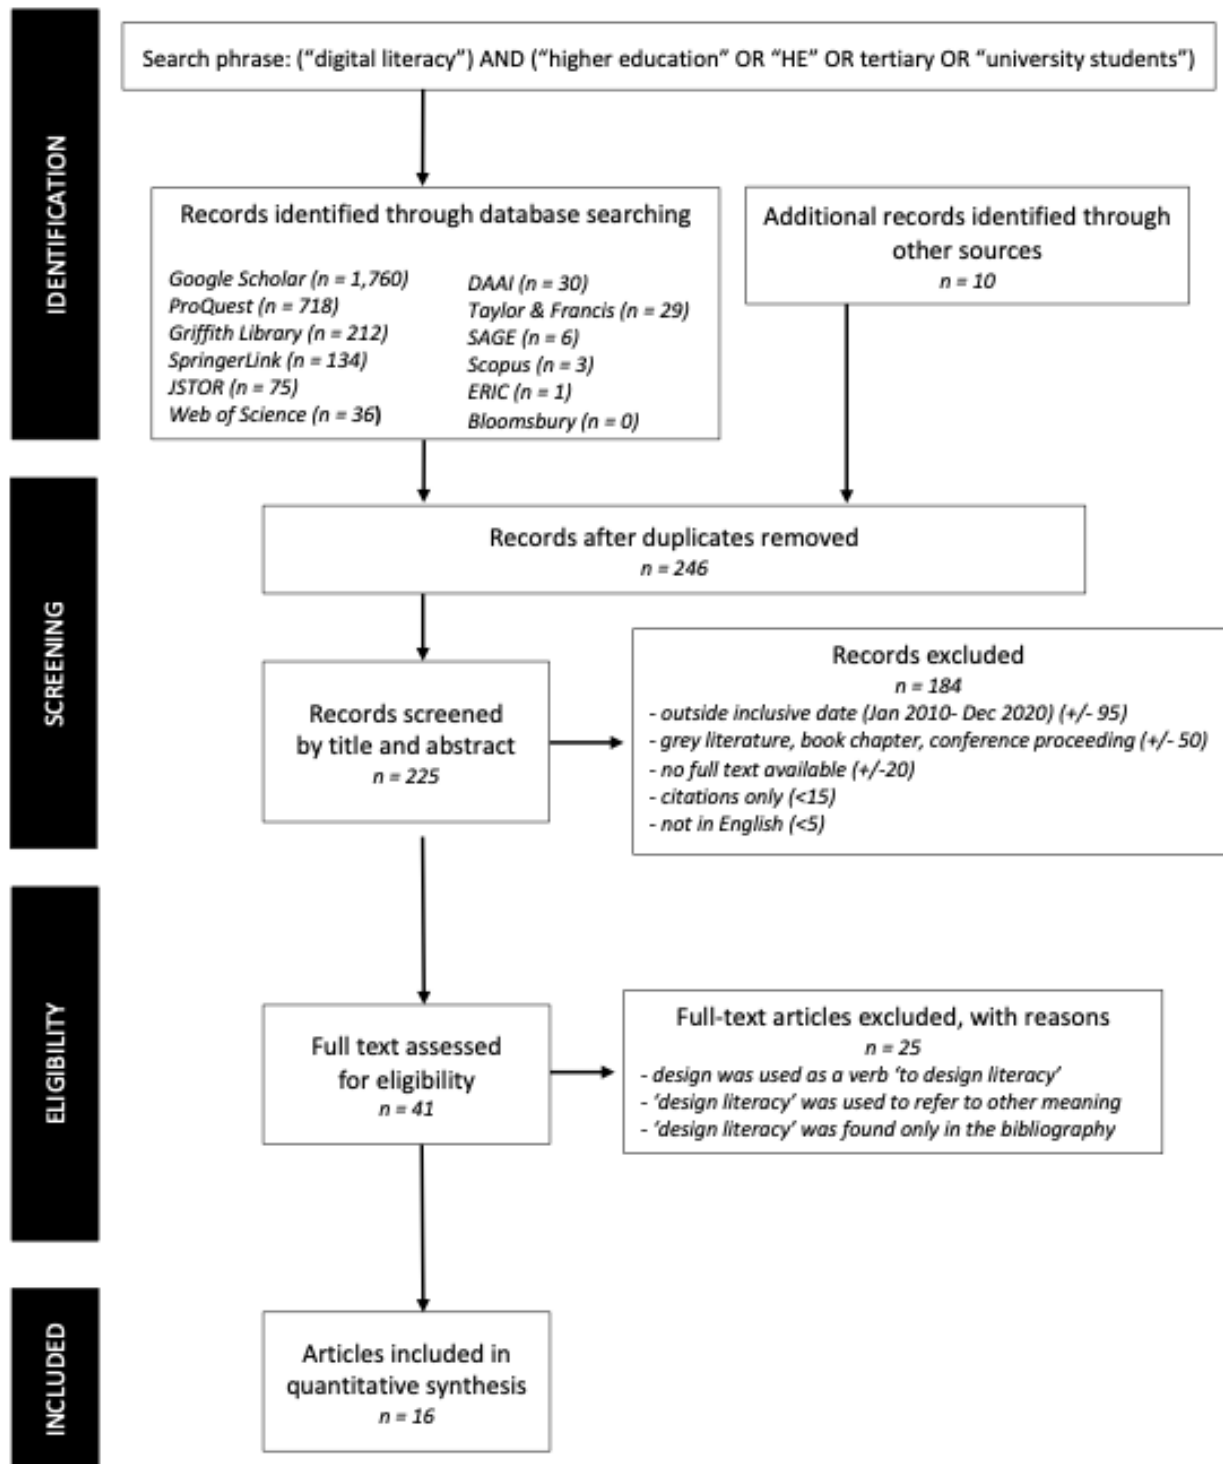 IDENTIFICATION
Search phrase: (“digital literacy”) AND (“higher education” OR “HE” OR tertiary OR “university students”)
Records identified through database searching
Google Scholar (n = 1,760)
ProQuest (n = 718)
Griffith Library (n = 212)
SpringerLink (n = 134)
JSTOR (n = 75)
Web of Science (n = 36)
DAAI (n = 30)
Taylor & Francis (n = 29)
SAGE (n = 6)
Scopus (n = 3)
ERIC (n = 1)
Bloomsbury (n = 0)
Additional records identified through
other sources
n = 10
SCREENING
Records after duplicates removed
n = 246
Records screened
by title and abstract
n = 225
Records excluded
n = 184
- outside inclusive date (Jan 2010- Dec 2020) (+/- 95)
- grey literature, book chapter, conference proceeding (+/- 50)
- no full text available (+/-20)
- citations only (<15)
- not in English (<5)
ELIGIBILITY
Full text assessed
for eligibility
n = 41
Full-text articles excluded, with reasons
n = 25
- design was used as a verb ‘to design literacy’
- ‘design literacy’ was used to refer to other meaning
- ‘design literacy’ was found only in the bibliography
INCLUDED
Articles included in
quantitative synthesis
n = 16